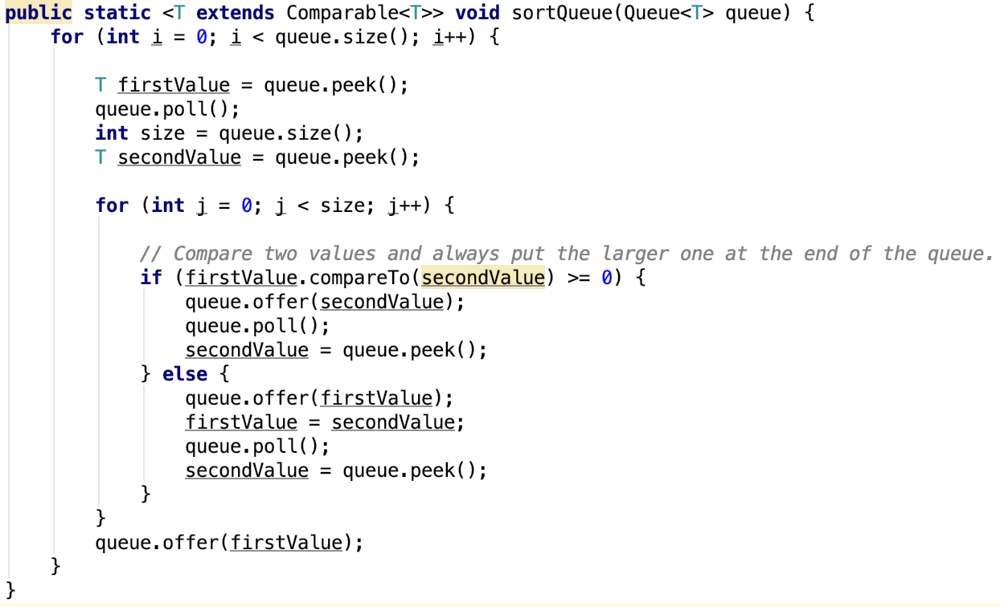 public static <T extends Comparable<T>> void sortQueue(Queue<T> queue) {
    for (int i = 0; i < queue.size(); i++) {

        T firstValue = queue.peek();
        queue.poll();
        int size = queue.size();
        T secondValue = queue.peek();

        for (int j = 0; j < size; j++) {

            // Compare two values and always put the larger one at the end of the queue.
            if (firstValue.compareTo(secondValue) >= 0) {
                queue.offer(secondValue);
                queue.poll();
                secondValue = queue.peek();
            } else {
                queue.offer(firstValue);
                firstValue = secondValue;
                queue.poll();
                secondValue = queue.peek();
            }
        }
        queue.offer(firstValue);
    }
}